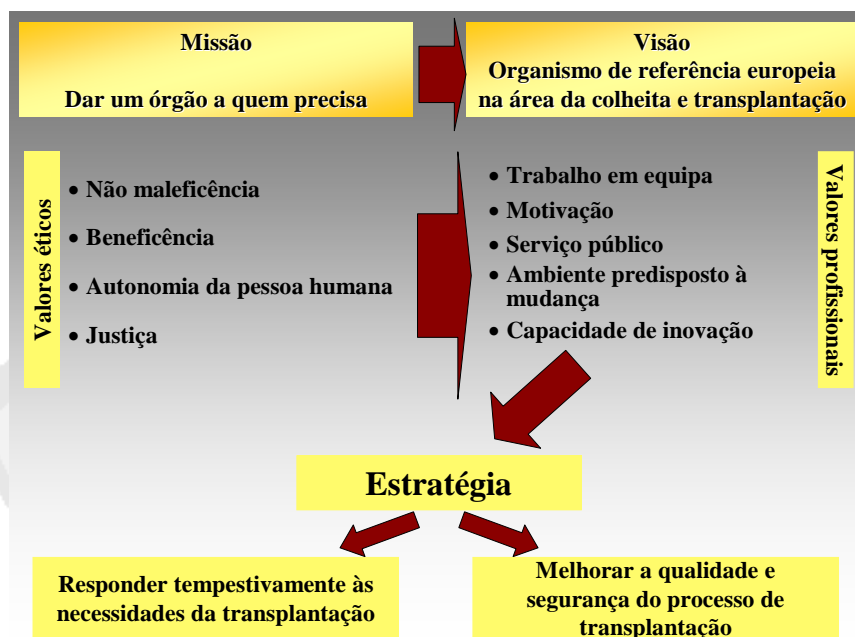 Missão
Dar um órgão a quem precisa
Visão
Organismo de referência europeia
na área da colheita e transplantação
Valores éticos
• Não maleficência
• Beneficência
• Autonomia da pessoa humana
• Justiça
• Trabalho em equipa
• Motivação
• Serviço público
• Ambiente predisposto à
mudança
• Capacidade de inovação
Valores profissionais
Estratégia
Responder tempestivamente às
necessidades da transplantação
Melhorar a qualidade e
segurança do processo de
transplantação